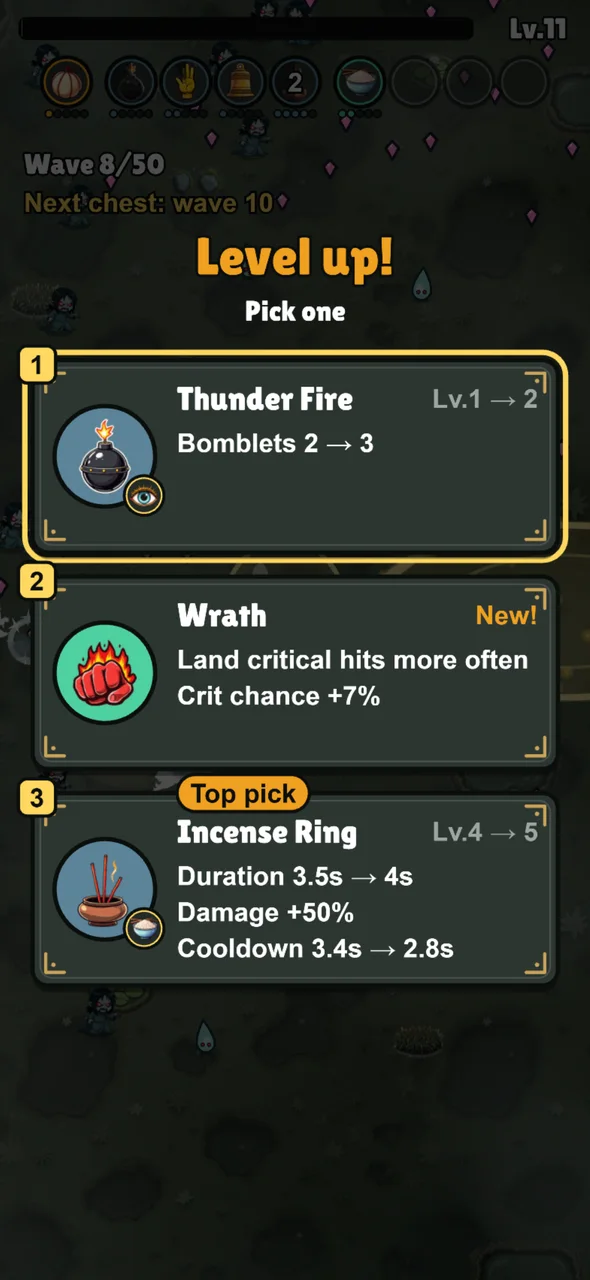 Lv.11
2
Wave 8/50
Next chest: wave 10
Level up!
Pick one
1
Thunder Fire
Lv.1 → 2
Bomblets 2 → 3
2
Wrath
New!
Land critical hits more often
Crit chance +7%
3
Top pick
Incense Ring
Lv.4 → 5
Duration 3.5s → 4s
Damage +50%
Cooldown 3.4s → 2.8s